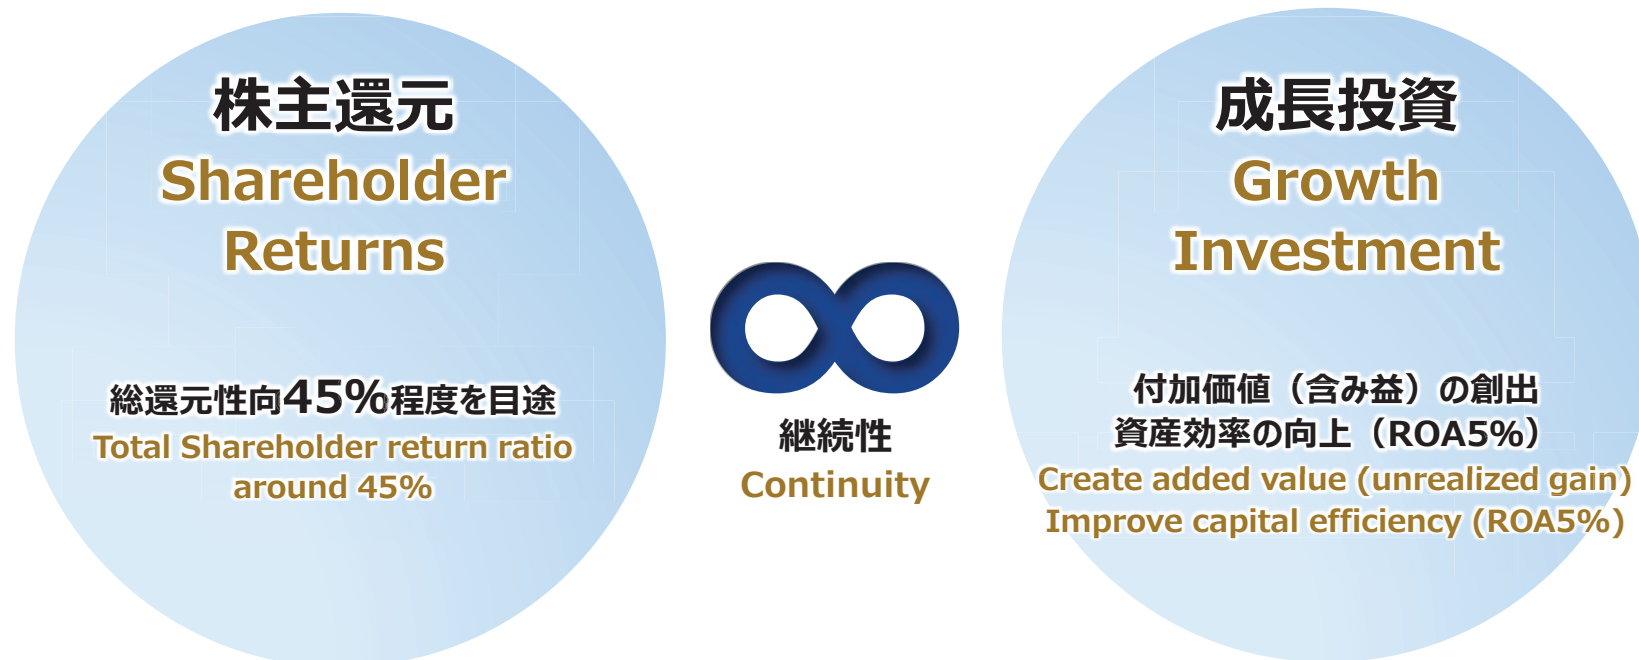 株主還元
Shareholder
Returns
総還元性向45%程度を目途
Total Shareholder return ratio
around 45%
継続性
Continuity
成長投資
Growth
Investment
付加価値（含み益）の創出
資産効率の向上（ROA5%）
Create added value (unrealized gain)
Improve capital efficiency (ROA5%)